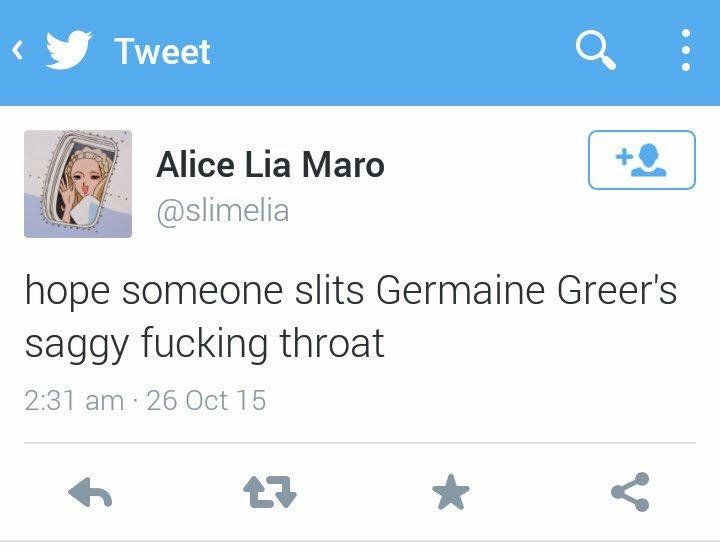 Tweet
Alice Lia Maro
@slimelia
hope someone slits Germaine Greer's
saggy fucking throat
2:31 am · 26 Oct 15